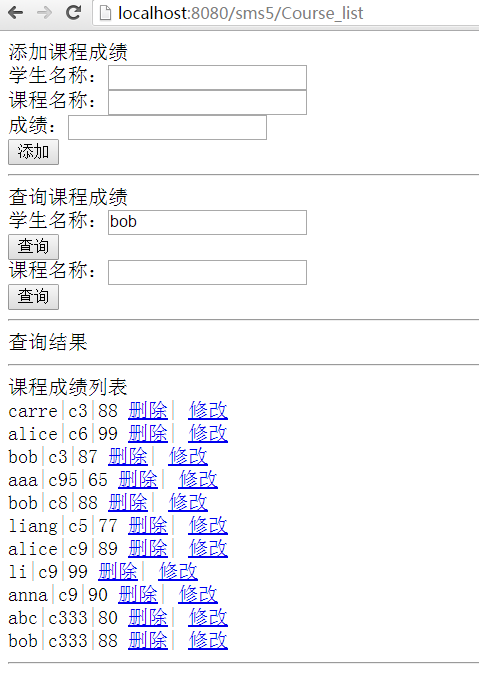 localhost:8080/sms5/Course_list
添加课程成绩
学生名称：
课程名称：
成绩：
添加
查询课程成绩
学生名称： bob
查询
课程名称：
查询
查询结果
课程成绩列表
carre|c3|88 删除| 修改
alice|c6|99 删除| 修改
bob|c3|87 删除| 修改
aaa|c95|65 删除| 修改
bob|c8|88 删除| 修改
liang|c5|77 删除| 修改
alice|c9|89 删除| 修改
li|c9|99 删除| 修改
anna|c9|90 删除| 修改
abc|c333|80 删除| 修改
bob|c333|88 删除| 修改